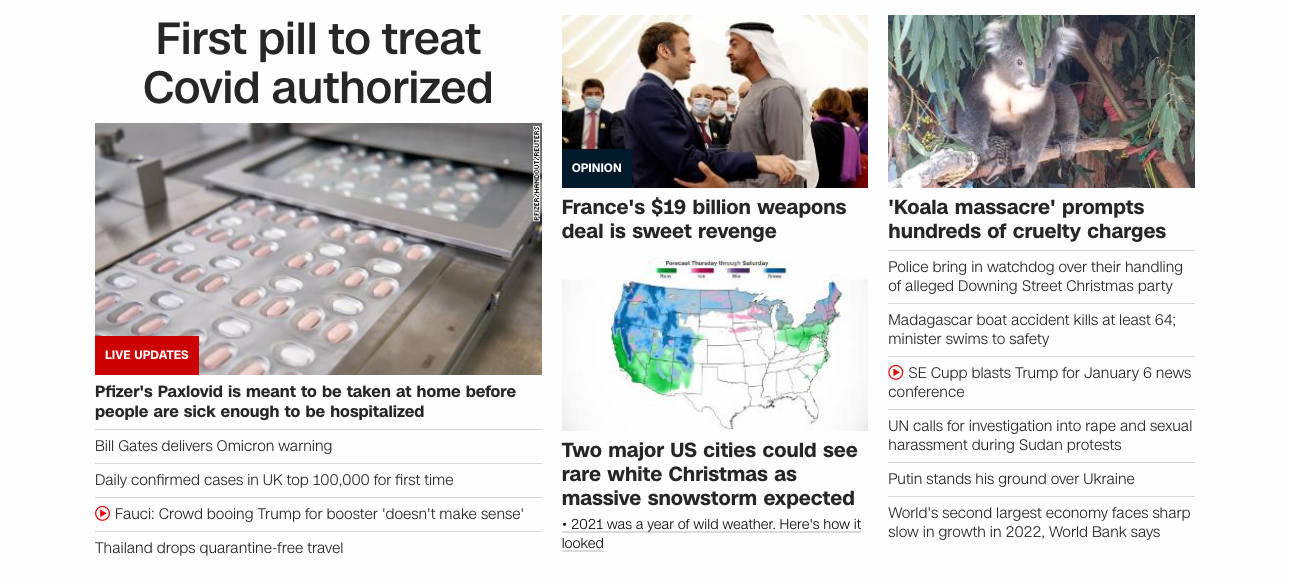 First pill to treat
Covid authorized
PFIZER/HANDOUT/REUTERS
LIVE UPDATES
Pfizer's Paxlovid is meant to be taken at home before
people are sick enough to be hospitalized
Bill Gates delivers Omicron warning
Daily confirmed cases in UK top 100,000 for first time
Fauci: Crowd booing Trump for booster 'doesn't make sense'
Thailand drops quarantine-free travel
OPINION
France's $19 billion weapons
deal is sweet revenge
Forecast Thursday through Saturday
Rain Ice Mix Snow
Two major US cities could see
rare white Christmas as
massive snowstorm expected
• 2021 was a year of wild weather. Here's how it
looked
'Koala massacre' prompts
hundreds of cruelty charges
Police bring in watchdog over their handling
of alleged Downing Street Christmas party
Madagascar boat accident kills at least 64;
minister swims to safety
SE Cupp blasts Trump for January 6 news
conference
UN calls for investigation into rape and sexual
harassment during Sudan protests
Putin stands his ground over Ukraine
World's second largest economy faces sharp
slow in growth in 2022, World Bank says